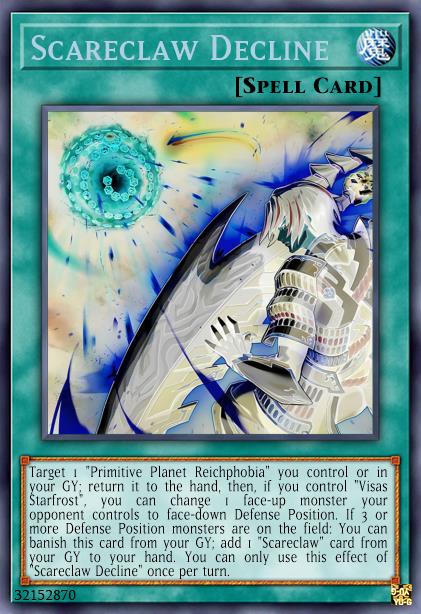 Scareclaw Decline
魔
[Spell Card]
Target 1 "Primitive Planet Reichphobia" you control or in
your GY; return it to the hand, then, if you control "Visas
Starfrost", you can change 1 face-up monster your
opponent controls to face-down Defense Position. If 3 or
more Defense Position monsters are on the field: You can
banish this card from your GY; add 1 "Scareclaw" card from
your GY to your hand. You can only use this effect of
"Scareclaw Decline" once per turn.
32152870